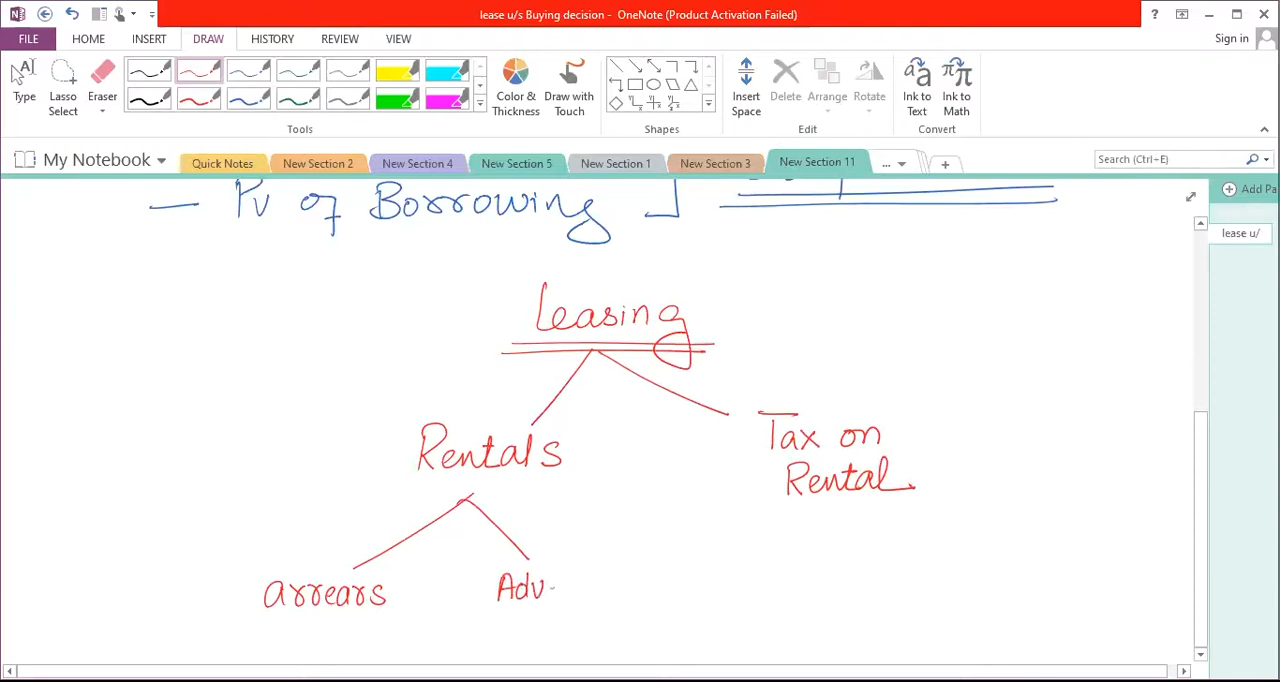 lease u/s Buying decision - OneNote (Product Activation Failed)
?
FILE HOME INSERT DRAW HISTORY REVIEW VIEW
Sign in
Type
Lasso Select
Eraser
Color & Thickness
Draw with Touch
Insert Space
Delete
Arrange
Rotate
Ink to Text
Ink to Math
Tools Shapes Edit Convert
My Notebook Quick Notes New Section 2 New Section 4 New Section 5 New Section 1 New Section 3 New Section 11 ... +
Search (Ctrl+E)
Add Pa
lease u/
— Pv of Borrowing ]
Leasing
Rentals
Tax on
Rental
arrears Adv